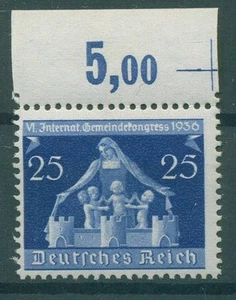 5,00
VI. Internat. Gemeindekongress 1936
25 25
Deutsches Reich